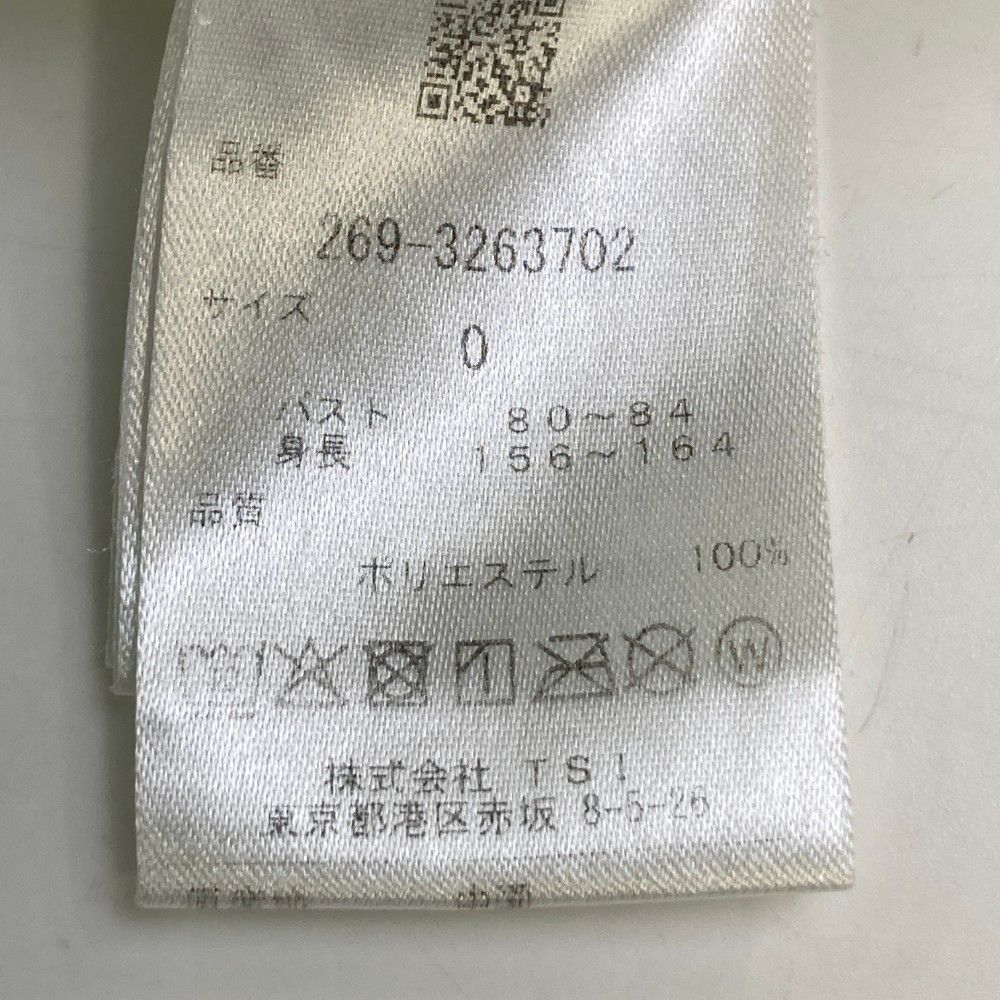 品番
269-3263702
サイズ
0
バスト 80～84
身長 156～164
品質
ポリエステル 100%
W
株式会社 TSI
東京都港区赤坂 8-5-26